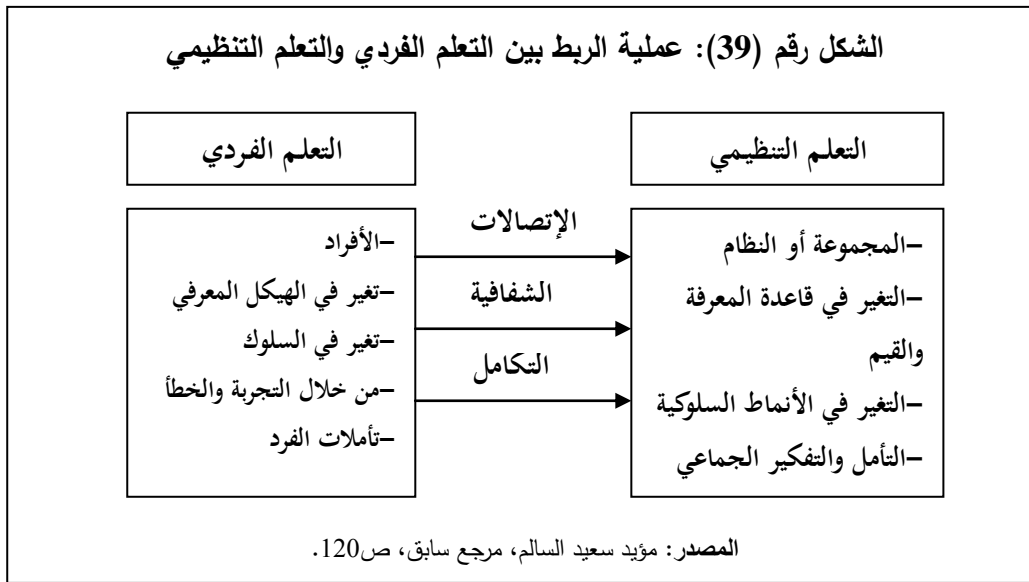 الشكل رقم (39): عملية الربط بين التعلم الفردي والتعلم التنظيمي
التعلم التنظيمي
التعلم الفردي
–المجموعة أو النظام
–التغير في قاعدة المعرفة
والقيم
–التغير في الأنماط السلوكية
–التأمل والتفكير الجماعي
الإتصالات
الشفافية
التكامل
–الأفراد
–تغير في الهيكل المعرفي
–تغير في السلوك
–من خلال التجربة والخطأ
–تأملات الفرد
المصدر: مؤيد سعيد السالم، مرجع سابق، ص120.